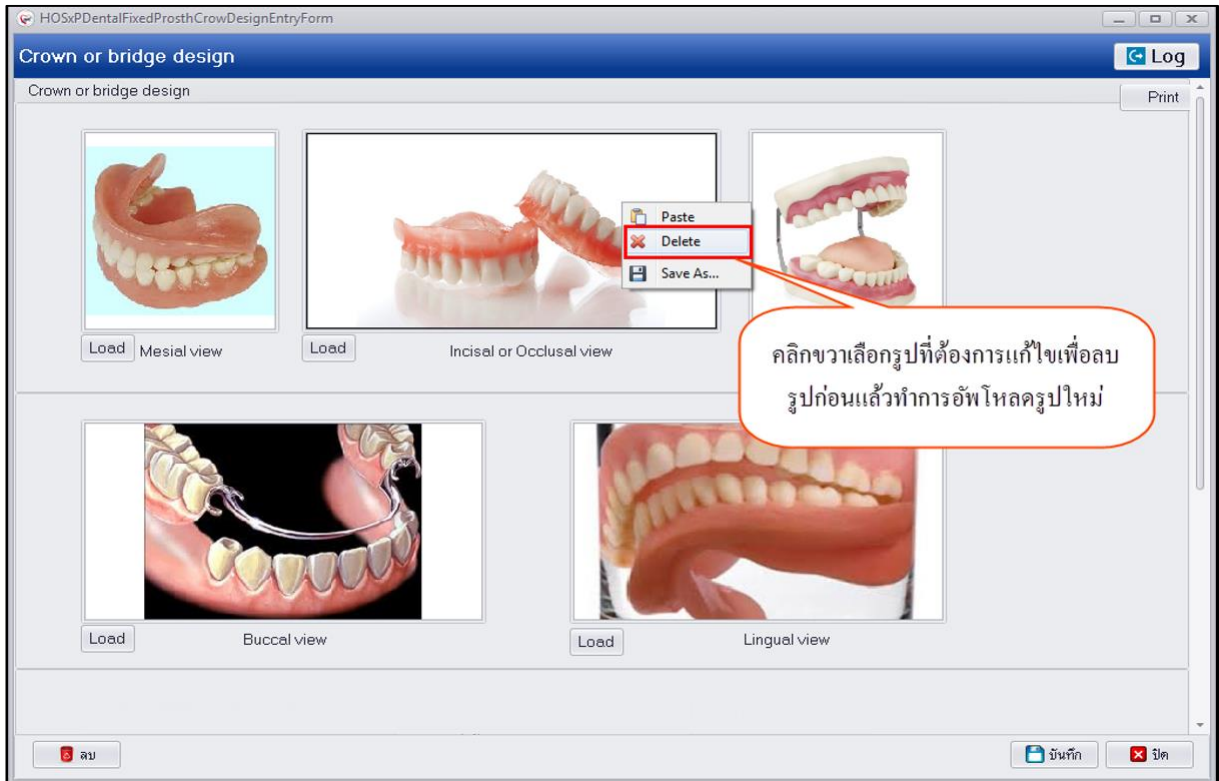 HOSxPDentalFixedProsthCrowDesignEntryForm
Crown or bridge design
Log
Crown or bridge design
Print
Paste
Delete
Save As...
Load
Mesial view
Load
Incisal or Occlusal view
คลิกขวาเลือกรูปที่ต้องการแก้ไขเพื่อลบ
รูปก่อนแล้วทำการอัพโหลดรูปใหม่
Load
Buccal view
Load
Lingual view
ลบ
บันทึก
ปิด